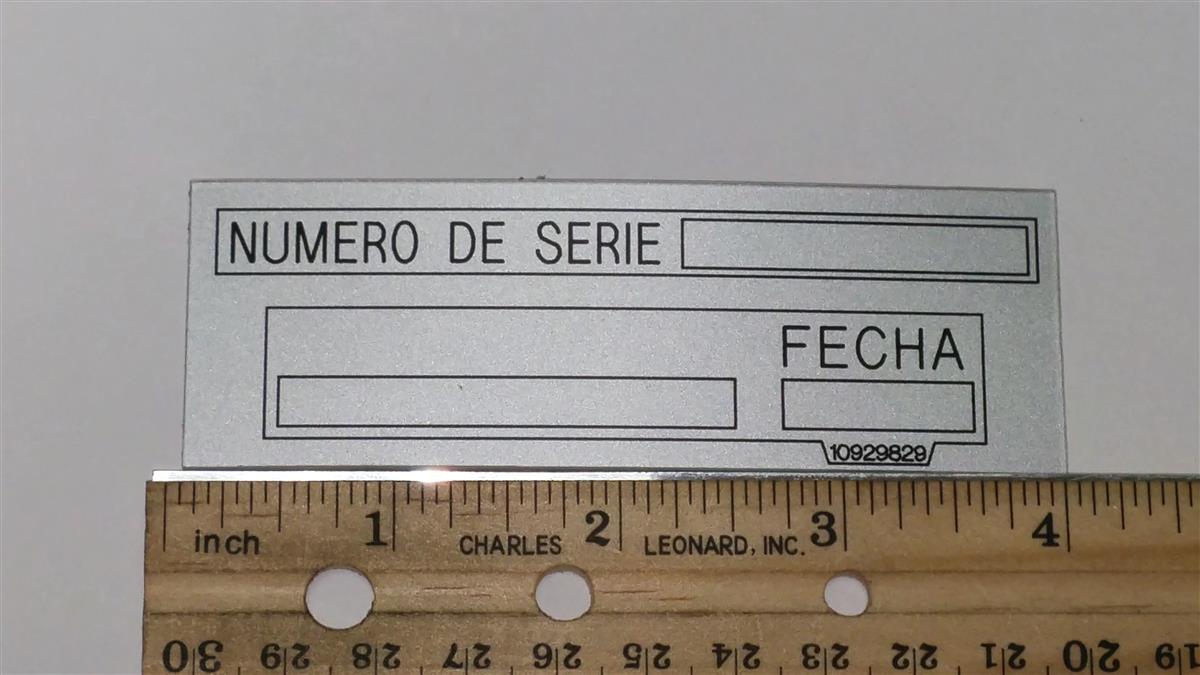 NUMERO DE SERIE
FECHA
10929829
1 2 3 4
inch CHARLES LEONARD, INC.
30 29 28 27 26 25 24 23 22 21 20 19